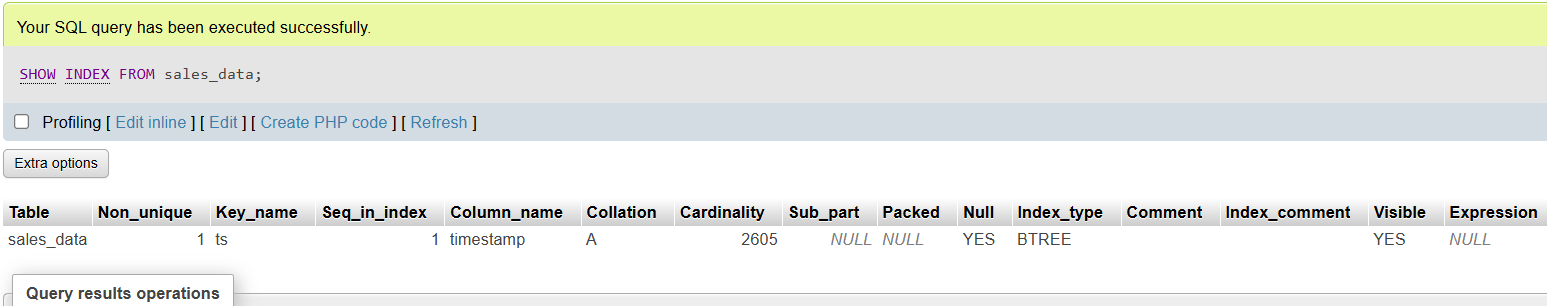 Your SQL query has been executed successfully.
SHOW INDEX FROM sales_data;
Profiling [ Edit inline ] [ Edit ] [ Create PHP code ] [ Refresh ]
Extra options
Table Non_unique Key_name Seq_in_index Column_name Collation Cardinality Sub_part Packed Null Index_type Comment Index_comment Visible Expression
sales_data 1 ts 1 timestamp A 2605 NULL NULL YES BTREE YES NULL
Query results operations